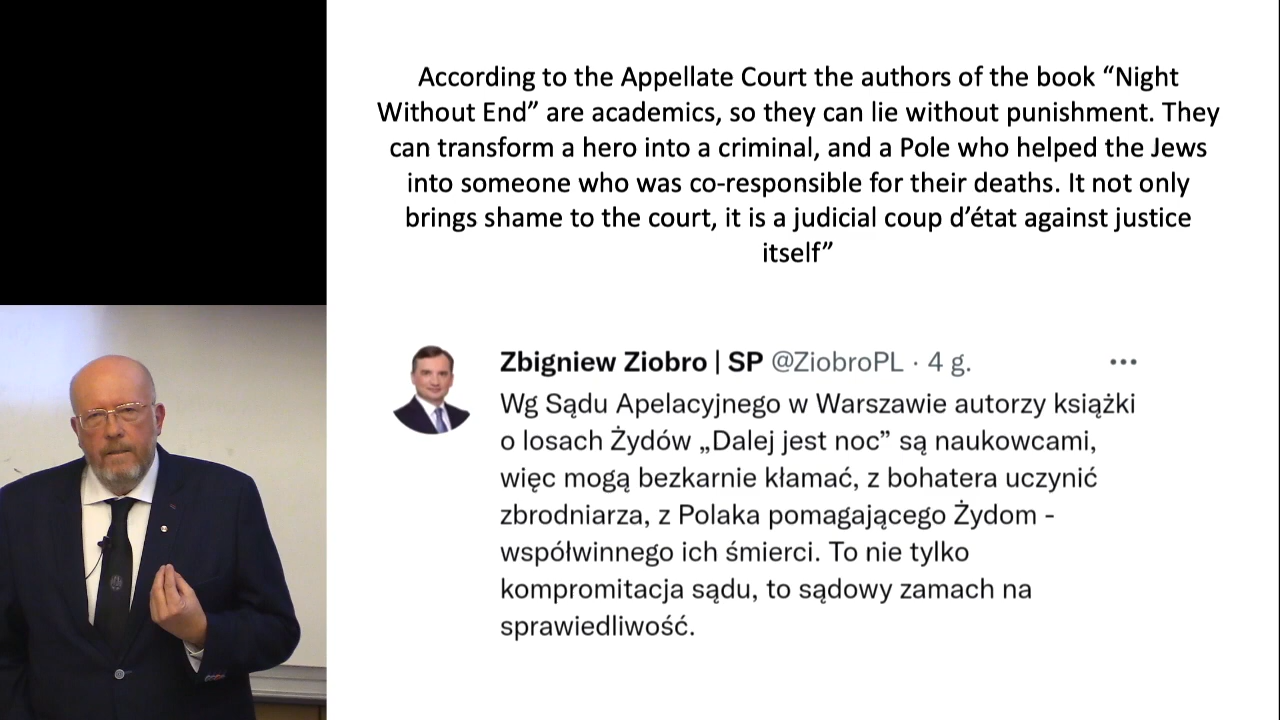 According to the Appellate Court the authors of the book “Night
Without End” are academics, so they can lie without punishment. They
can transform a hero into a criminal, and a Pole who helped the Jews
into someone who was co-responsible for their deaths. It not only
brings shame to the court, it is a judicial coup d’état against justice
itself”
Zbigniew Ziobro | SP @ZiobroPL · 4 g.
Wg Sądu Apelacyjnego w Warszawie autorzy książki
o losach Żydów „Dalej jest noc” są naukowcami,
więc mogą bezkarnie kłamać, z bohatera uczynić
zbrodniarza, z Polaka pomagającego Żydom -
współwinnego ich śmierci. To nie tylko
kompromitacja sądu, to sądowy zamach na
sprawiedliwość.